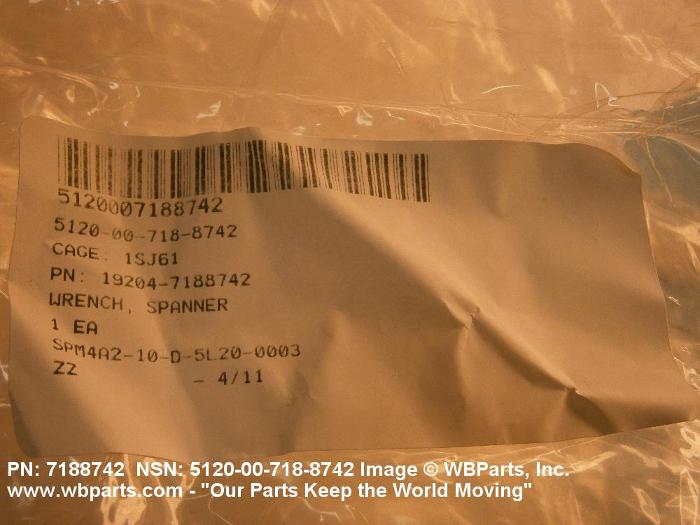 5120007188742
5120-00-718-8742
CAGE: 1SJ61
PN: 19204-7188742
WRENCH, SPANNER
1 EA
SPM4A2-10-D-5L20-0003
ZZ - 4/11
PN: 7188742 NSN: 5120-00-718-8742 Image © WBParts, Inc.
www.wbparts.com - "Our Parts Keep the World Moving"